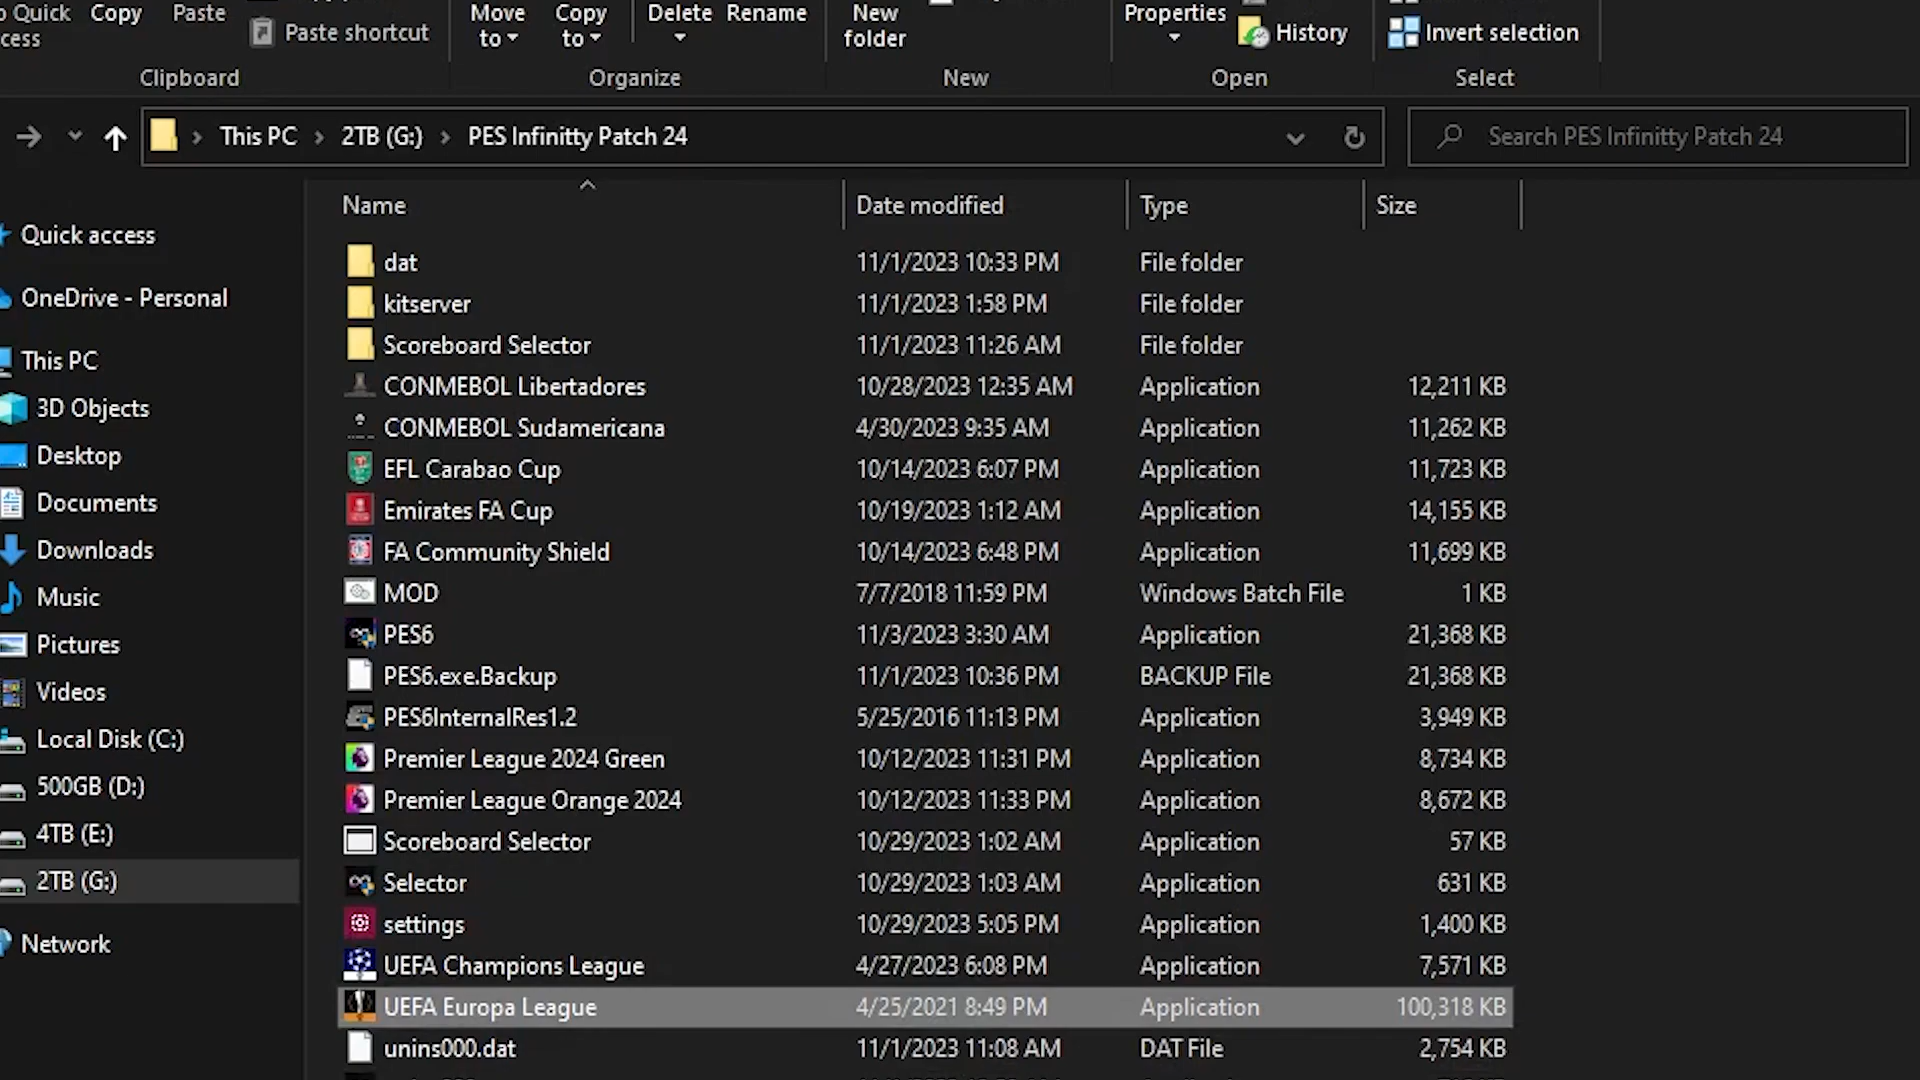 o Quick
cess
Copy
Paste
Paste shortcut
Clipboard
Move
to
Copy
to
Delete
Rename
Organize
New
folder
New
Properties
History
Open
Invert selection
Select
This PC
2TB (G:)
PES Infinitty Patch 24
Search PES Infinitty Patch 24
Quick access
OneDrive - Personal
This PC
3D Objects
Desktop
Documents
Downloads
Music
Pictures
Videos
Local Disk (C:)
500GB (D:)
4TB (E:)
2TB (G:)
Network
Name Date modified Type Size
dat 11/1/2023 10:33 PM File folder
kitserver 11/1/2023 1:58 PM File folder
Scoreboard Selector 11/1/2023 11:26 AM File folder
CONMEBOL Libertadores 10/28/2023 12:35 AM Application 12,211 KB
CONMEBOL Sudamericana 4/30/2023 9:35 AM Application 11,262 KB
EFL Carabao Cup 10/14/2023 6:07 PM Application 11,723 KB
Emirates FA Cup 10/19/2023 1:12 AM Application 14,155 KB
FA Community Shield 10/14/2023 6:48 PM Application 11,699 KB
MOD 7/7/2018 11:59 PM Windows Batch File 1 KB
PES6 11/3/2023 3:30 AM Application 21,368 KB
PES6.exe.Backup 11/1/2023 10:36 PM BACKUP File 21,368 KB
PES6InternalRes1.2 5/25/2016 11:13 PM Application 3,949 KB
Premier League 2024 Green 10/12/2023 11:31 PM Application 8,734 KB
Premier League Orange 2024 10/12/2023 11:33 PM Application 8,672 KB
Scoreboard Selector 10/29/2023 1:02 AM Application 57 KB
Selector 10/29/2023 1:03 AM Application 631 KB
settings 10/29/2023 5:05 PM Application 1,400 KB
UEFA Champions League 4/27/2023 6:08 PM Application 7,571 KB
UEFA Europa League 4/25/2021 8:49 PM Application 100,318 KB
unins000.dat 11/1/2023 11:08 AM DAT File 2,754 KB